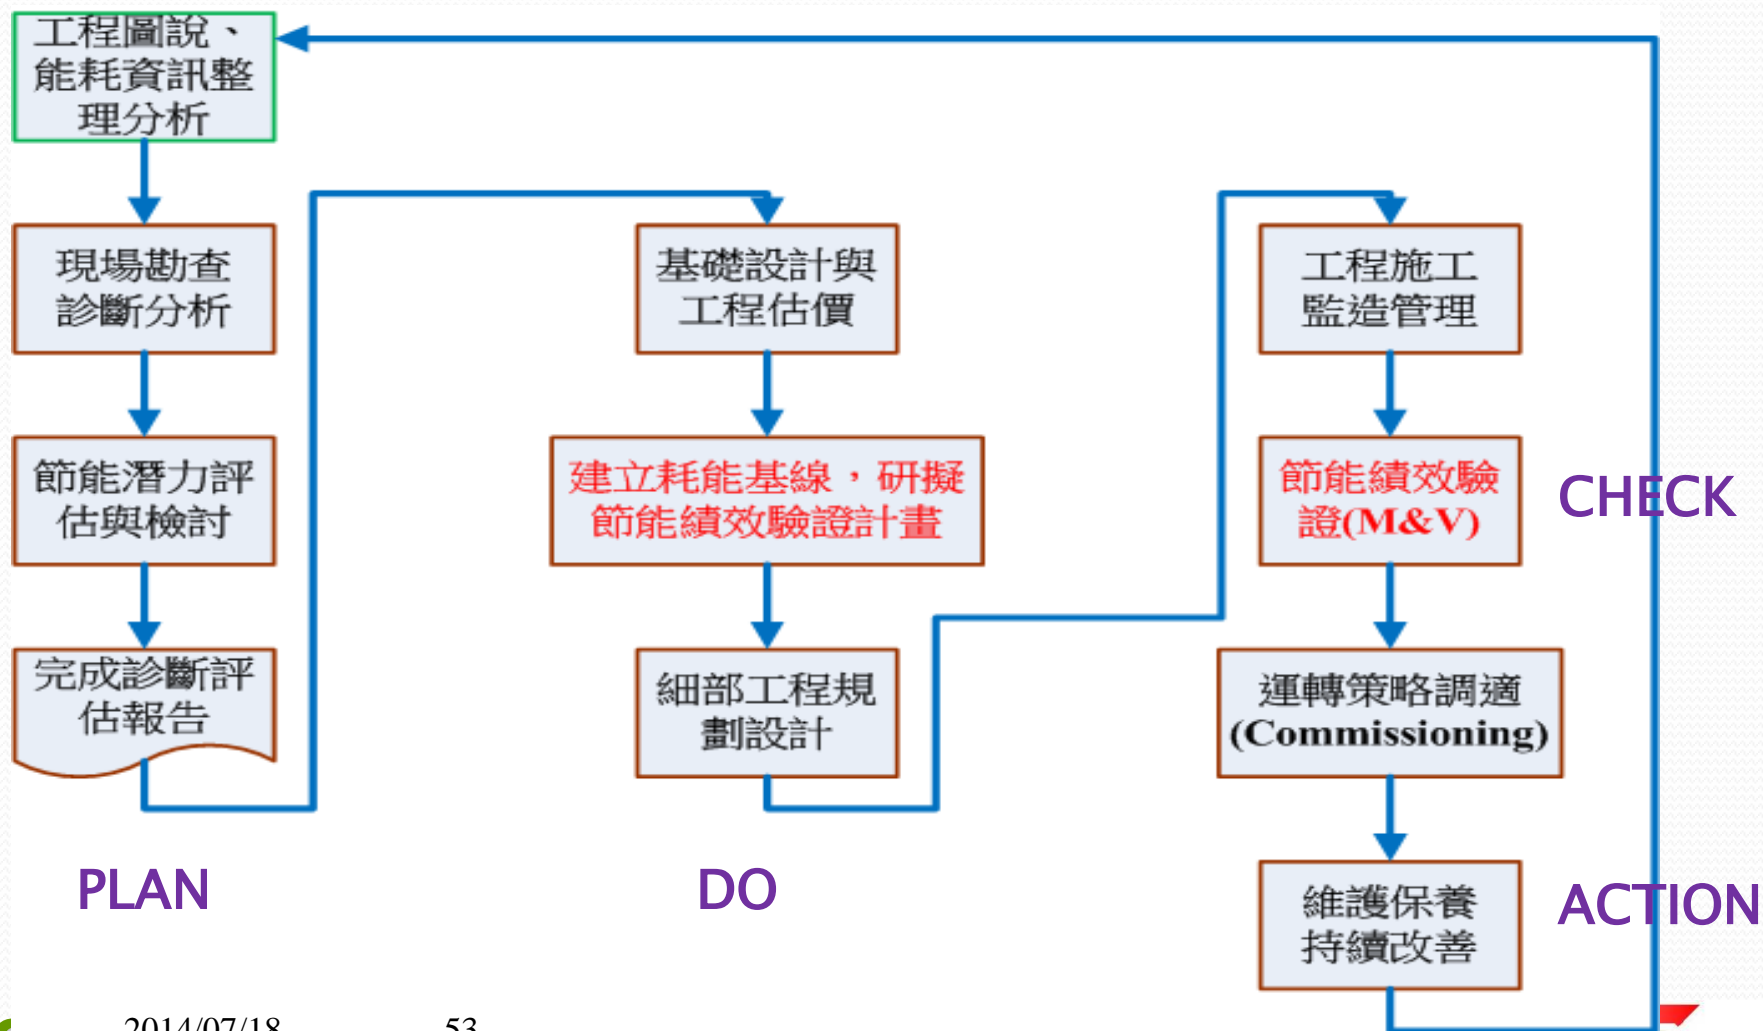 工程圖說、
能耗資訊整
理分析
現場勘查
診斷分析
節能潛力評
估與檢討
完成診斷評
估報告
PLAN
基礎設計與
工程估價
建立耗能基線，研擬
節能績效驗證計畫
細部工程規
劃設計
DO
工程施工
監造管理
節能績效驗
證(M&V)
CHECK
運轉策略調適
(Commissioning)
維護保養
持續改善
ACTION
2014/07/18
53